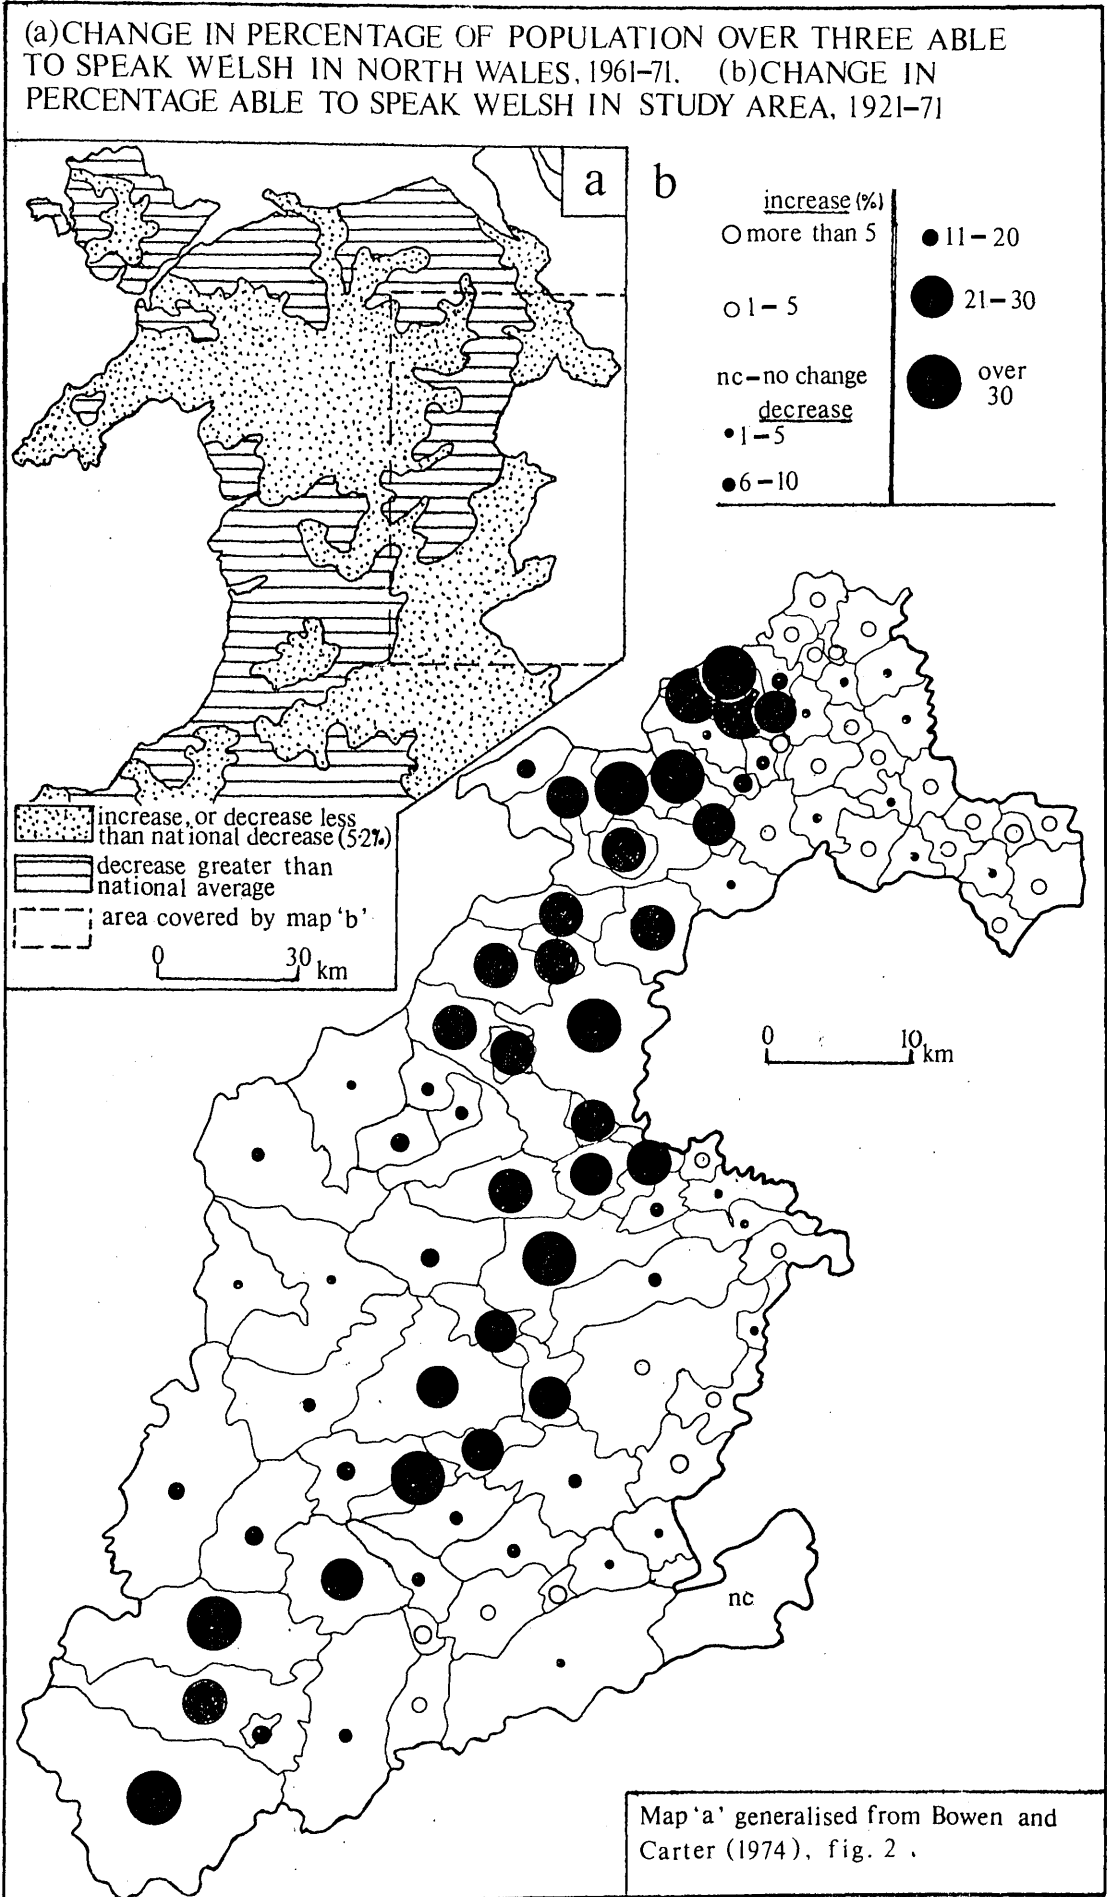 (a)CHANGE IN PERCENTAGE OF POPULATION OVER THREE ABLE
TO SPEAK WELSH IN NORTH WALES, 1961-71. (b)CHANGE IN
PERCENTAGE ABLE TO SPEAK WELSH IN STUDY AREA, 1921-71
a
b
increase (%)
more than 5
1-5
nc-no change
decrease
1-5
6-10
11-20
21-30
over
30
increase, or decrease less
than national decrease (5·2%)
decrease greater than
national average
area covered by map 'b'
0 30 km
0 10 km
nc
Map 'a' generalised from Bowen and
Carter (1974), fig. 2 .